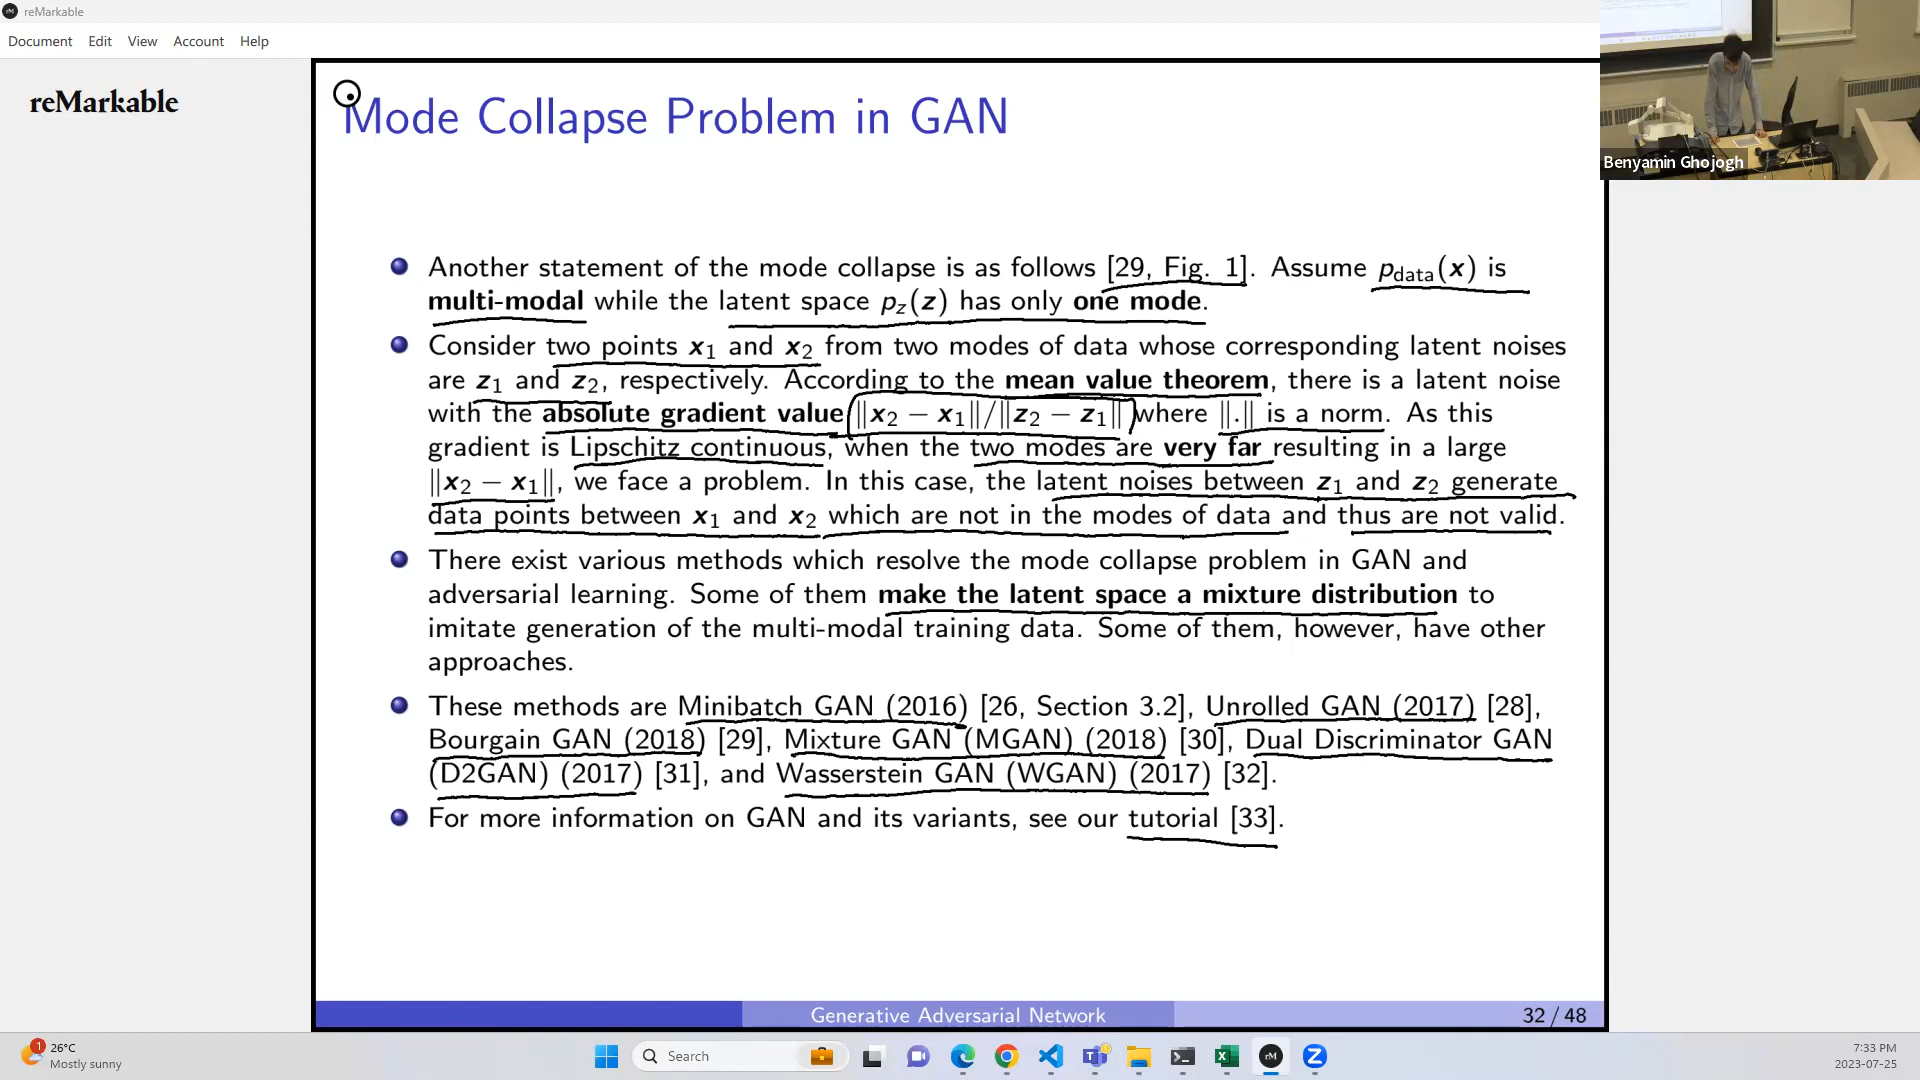 reMarkable
Document Edit View Account Help
reMarkable
Benyamin Ghojogh
Mode Collapse Problem in GAN
Another statement of the mode collapse is as follows [29, Fig. 1]. Assume p_data(x) is
multi-modal while the latent space p_z(z) has only one mode.
Consider two points x₁ and x₂ from two modes of data whose corresponding latent noises
are z₁ and z₂, respectively. According to the mean value theorem, there is a latent noise
with the absolute gradient value ‖x₂ − x₁‖/‖z₂ − z₁‖ where ‖.‖ is a norm. As this
gradient is Lipschitz continuous, when the two modes are very far resulting in a large
‖x₂ − x₁‖, we face a problem. In this case, the latent noises between z₁ and z₂ generate
data points between x₁ and x₂ which are not in the modes of data and thus are not valid.
There exist various methods which resolve the mode collapse problem in GAN and
adversarial learning. Some of them make the latent space a mixture distribution to
imitate generation of the multi-modal training data. Some of them, however, have other
approaches.
These methods are Minibatch GAN (2016) [26, Section 3.2], Unrolled GAN (2017) [28],
Bourgain GAN (2018) [29], Mixture GAN (MGAN) (2018) [30], Dual Discriminator GAN
(D2GAN) (2017) [31], and Wasserstein GAN (WGAN) (2017) [32].
For more information on GAN and its variants, see our tutorial [33].
Generative Adversarial Network
32 / 48
1
26°C
Mostly sunny
Search
rM
7:33 PM
2023-07-25